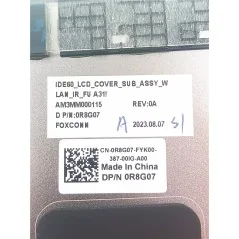 IDE60_LCD_COVER_SUB_ASSY_W
LAN_IR_FU A31!
AM3MM000115 REV:0A
D P/N:0R8G07
FOXCONN A 2023.08.07 S1
CN-0R8G07-FYK00-
387-00IG-A00
Made In China
DP/N 0R8G07